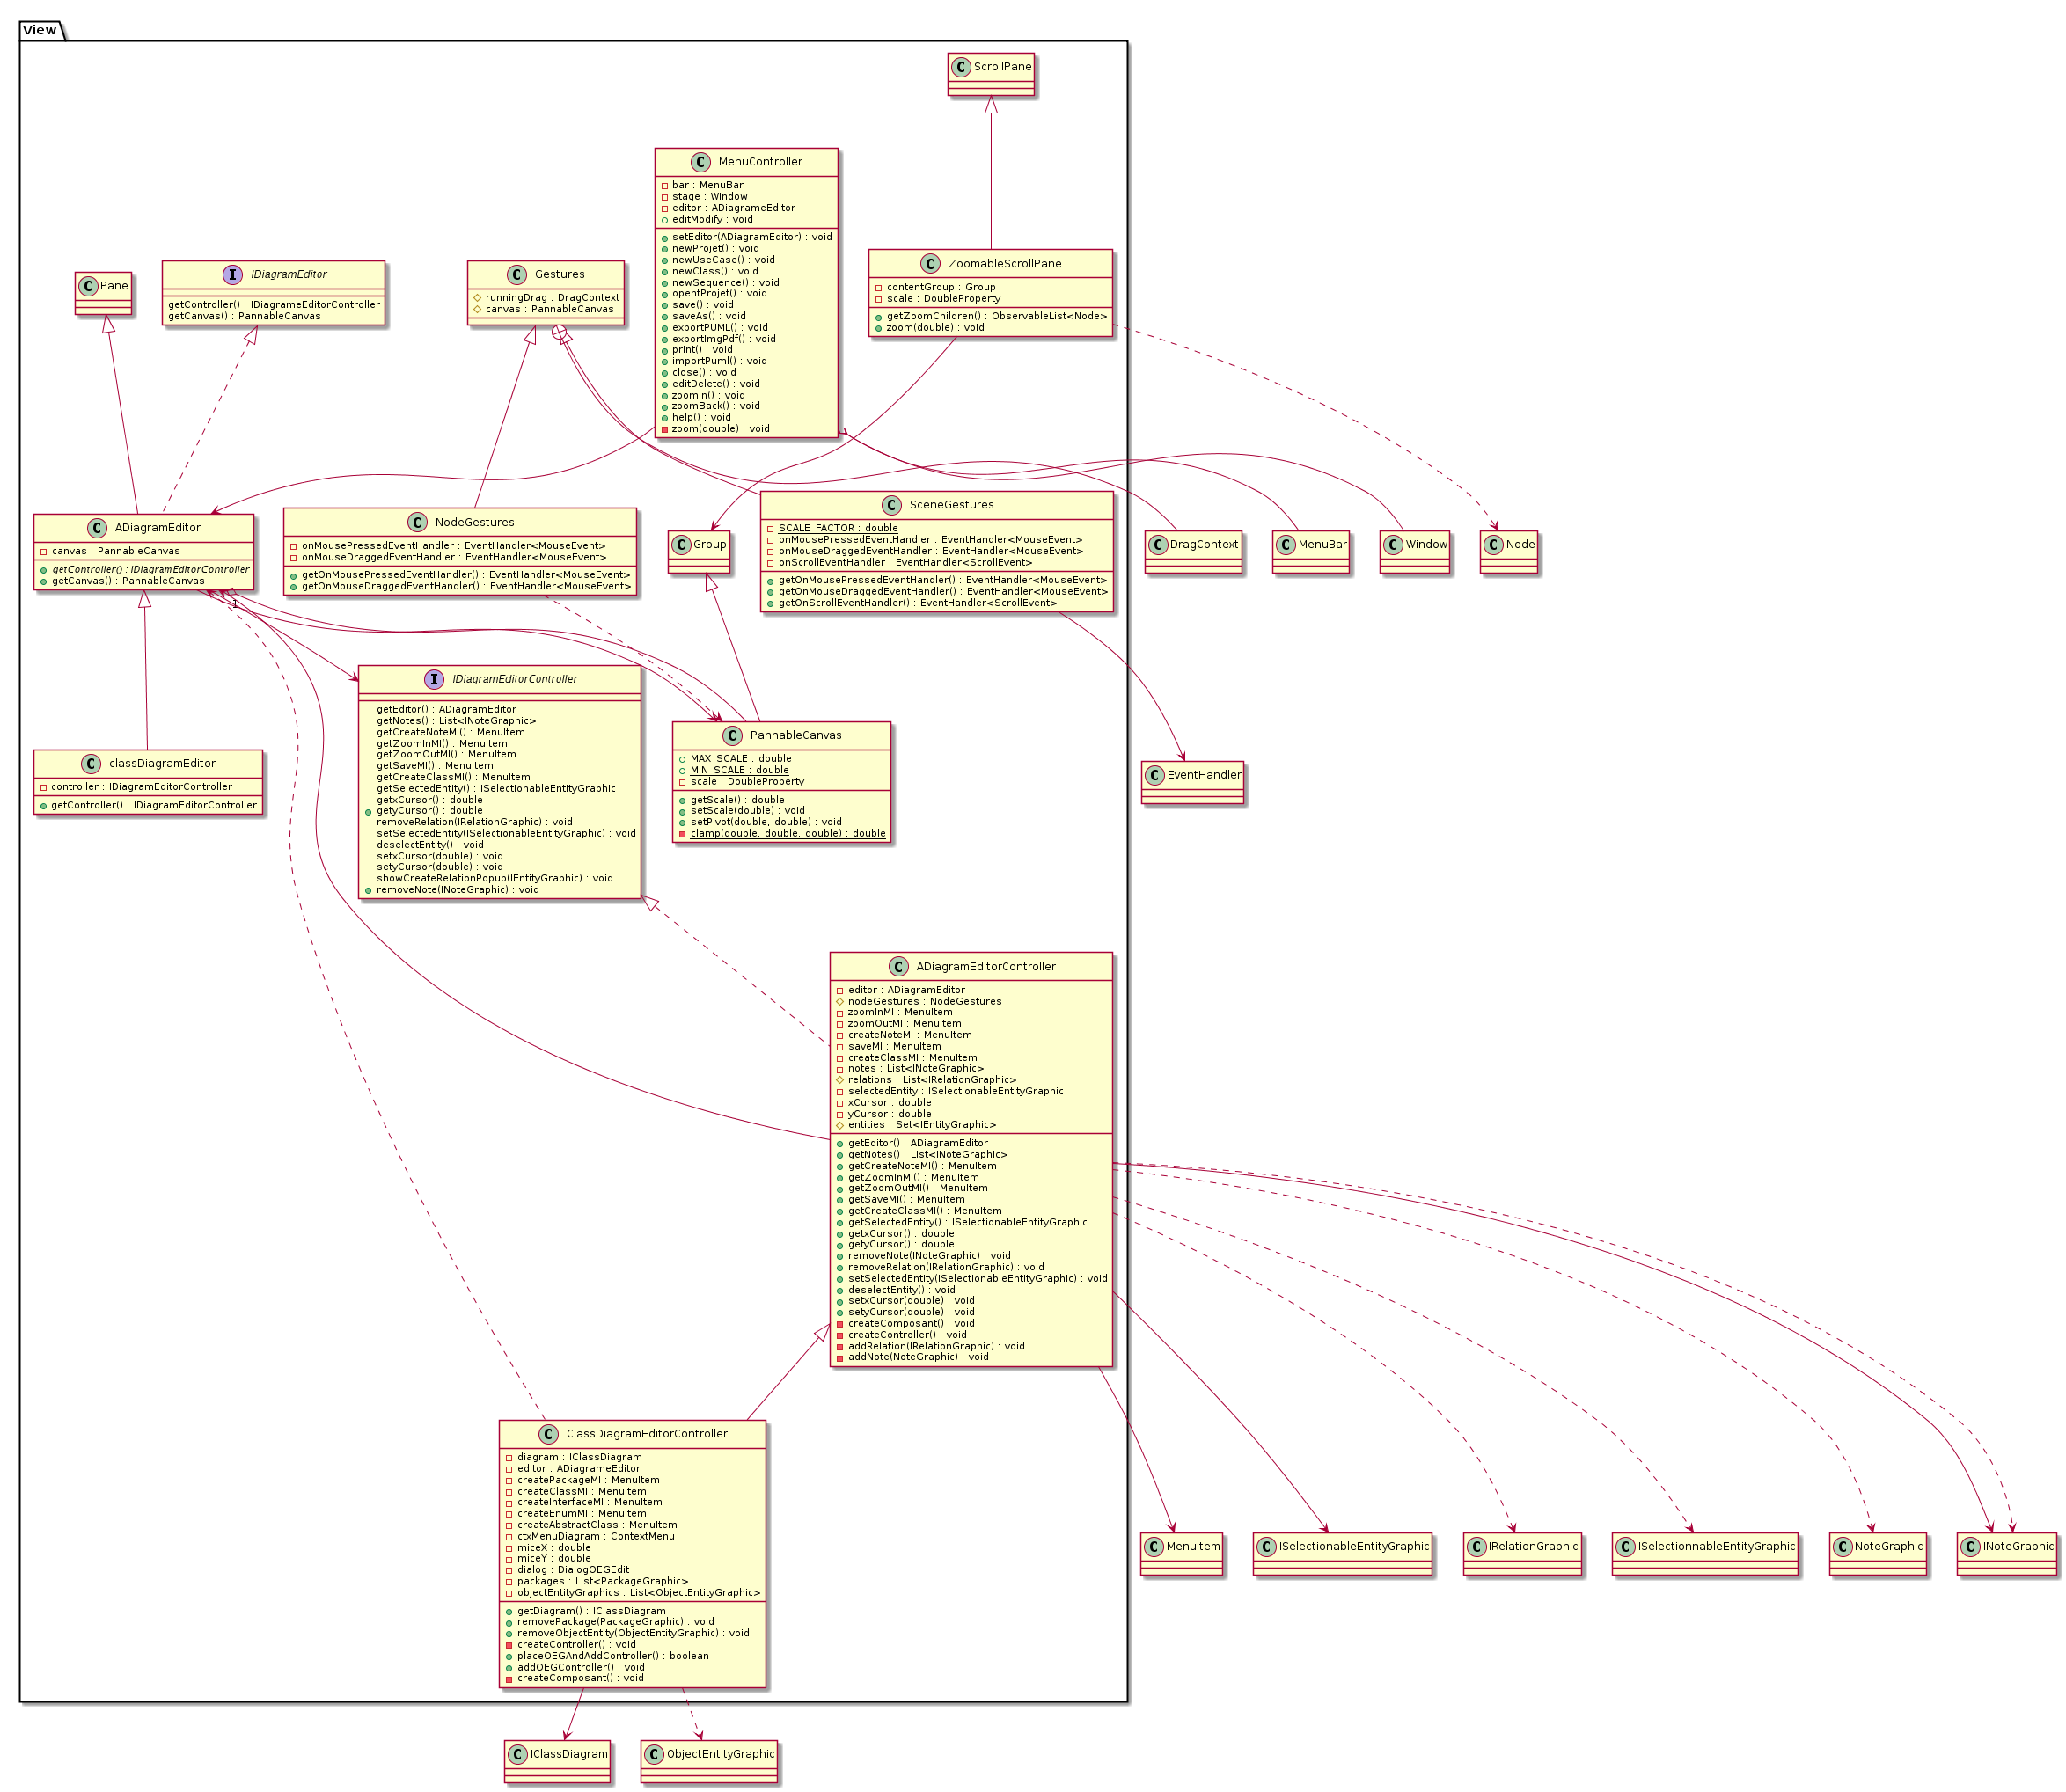 View
ScrollPane
MenuController
bar : MenuBar
stage : Window
editor : ADiagrameEditor
editModify : void
setEditor(ADiagramEditor) : void
newProjet() : void
newUseCase() : void
newClass() : void
newSequence() : void
opentProjet() : void
save() : void
saveAs() : void
exportPUML() : void
exportImgPdf() : void
print() : void
importPuml() : void
close() : void
editDelete() : void
zoomIn() : void
zoomBack() : void
help() : void
zoom(double) : void
ZoomableScrollPane
contentGroup : Group
scale : DoubleProperty
getZoomChildren() : ObservableList<Node>
zoom(double) : void
Pane
I IDiagramEditor
getController() : IDiagrameEditorController
getCanvas() : PannableCanvas
C Gestures
runningDrag : DragContext
canvas : PannableCanvas
C ADiagramEditor
canvas : PannableCanvas
getController() : IDiagramEditorController
getCanvas() : PannableCanvas
1
C NodeGestures
onMousePressedEventHandler : EventHandler<MouseEvent>
onMouseDraggedEventHandler : EventHandler<MouseEvent>
getOnMousePressedEventHandler() : EventHandler<MouseEvent>
getOnMouseDraggedEventHandler() : EventHandler<MouseEvent>
C Group
C SceneGestures
SCALE_FACTOR : double
onMousePressedEventHandler : EventHandler<MouseEvent>
onMouseDraggedEventHandler : EventHandler<MouseEvent>
onScrollEventHandler : EventHandler<ScrollEvent>
getOnMousePressedEventHandler() : EventHandler<MouseEvent>
getOnMouseDraggedEventHandler() : EventHandler<MouseEvent>
getOnScrollEventHandler() : EventHandler<ScrollEvent>
C DragContext
C MenuBar
C Window
C Node
C classDiagramEditor
controller : IDiagramEditorController
getController() : IDiagramEditorController
I IDiagramEditorController
getEditor() : ADiagramEditor
getNotes() : List<INoteGraphic>
getCreateNoteMI() : MenuItem
getZoomInMI() : MenuItem
getZoomOutMI() : MenuItem
getSaveMI() : MenuItem
getCreateClassMI() : MenuItem
getSelectedEntity() : ISelectionableEntityGraphic
getxCursor() : double
getyCursor() : double
removeRelation(IRelationGraphic) : void
setSelectedEntity(ISelectionableEntityGraphic) : void
deselectEntity() : void
setxCursor(double) : void
setyCursor(double) : void
showCreateRelationPopup(IEntityGraphic) : void
removeNote(INoteGraphic) : void
C PannableCanvas
MAX_SCALE : double
MIN_SCALE : double
scale : DoubleProperty
getScale() : double
setScale(double) : void
setPivot(double, double) : void
clamp(double, double, double) : double
C EventHandler
C ADiagramEditorController
editor : ADiagramEditor
nodeGestures : NodeGestures
zoomInMI : MenuItem
zoomOutMI : MenuItem
createNoteMI : MenuItem
saveMI : MenuItem
createClassMI : MenuItem
notes : List<INoteGraphic>
relations : List<IRelationGraphic>
selectedEntity : ISelectionableEntityGraphic
xCursor : double
yCursor : double
entities : Set<IEntityGraphic>
getEditor() : ADiagramEditor
getNotes() : List<INoteGraphic>
getCreateNoteMI() : MenuItem
getZoomInMI() : MenuItem
getZoomOutMI() : MenuItem
getSaveMI() : MenuItem
getCreateClassMI() : MenuItem
getSelectedEntity() : ISelectionableEntityGraphic
getxCursor() : double
getyCursor() : double
removeNote(INoteGraphic) : void
removeRelation(IRelationGraphic) : void
setSelectedEntity(ISelectionableEntityGraphic) : void
deselectEntity() : void
setxCursor(double) : void
setyCursor(double) : void
createComposant() : void
createController() : void
addRelation(IRelationGraphic) : void
addNote(NoteGraphic) : void
C ClassDiagramEditorController
diagram : IClassDiagram
editor : ADiagrameEditor
createPackageMI : MenuItem
createClassMI : MenuItem
createInterfaceMI : MenuItem
createEnumMI : MenuItem
createAbstractClass : MenuItem
ctxMenuDiagram : ContextMenu
miceX : double
miceY : double
dialog : DialogOEGEdit
packages : List<PackageGraphic>
objectEntityGraphics : List<ObjectEntityGraphic>
getDiagram() : IClassDiagram
removePackage(PackageGraphic) : void
removeObjectEntity(ObjectEntityGraphic) : void
createController() : void
placeOEGAndAddController() : boolean
addOEGController() : void
createComposant() : void
C MenuItem
C ISelectionableEntityGraphic
C IRelationGraphic
C ISelectionnableEntityGraphic
C NoteGraphic
C INoteGraphic
C IClassDiagram
C ObjectEntityGraphic